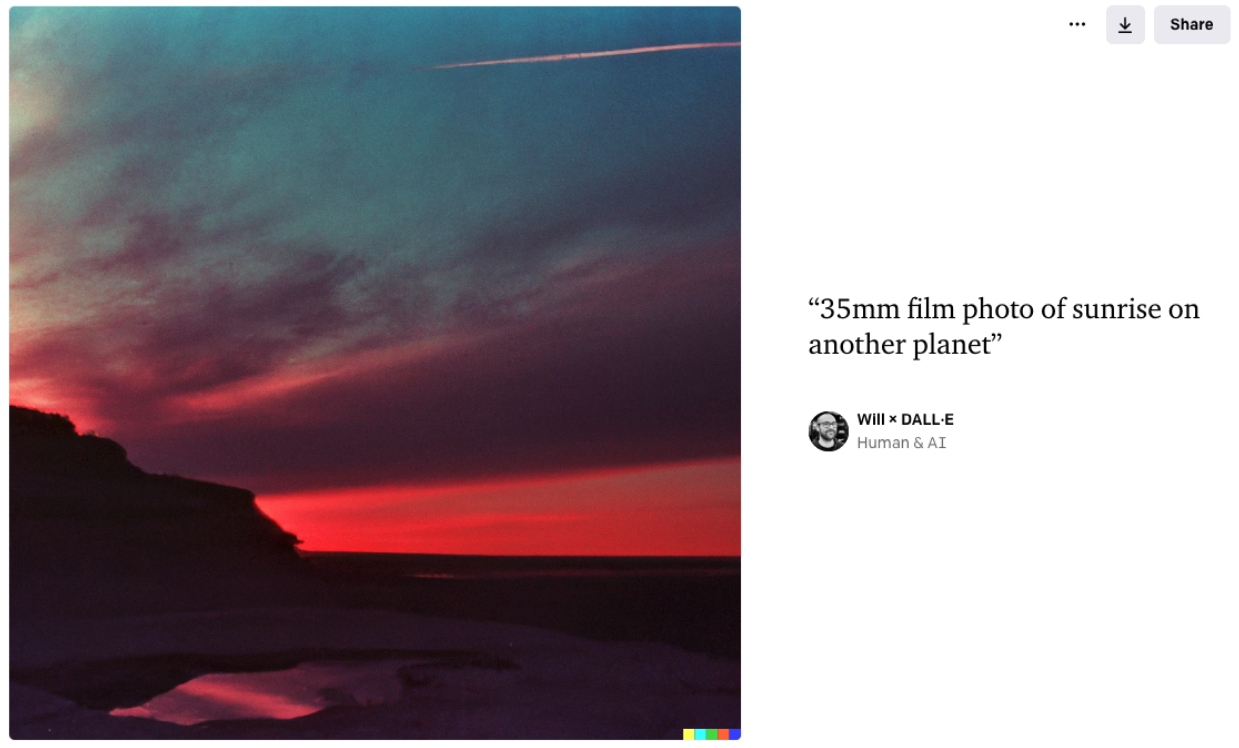 Share
“35mm film photo of sunrise on
another planet”
Will × DALL·E
Human & AI